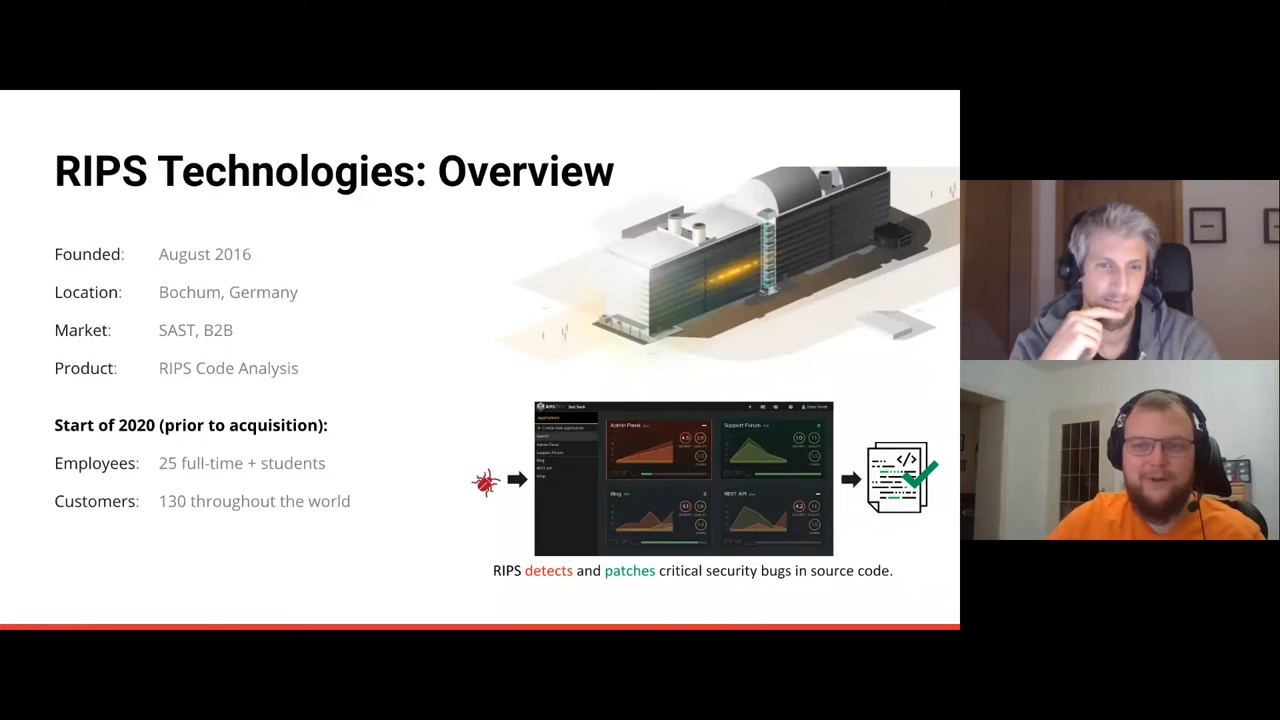 RIPS Technologies: Overview
Founded: August 2016
Location: Bochum, Germany
Market: SAST, B2B
Product: RIPS Code Analysis
Start of 2020 (prior to acquisition):
Employees: 25 full-time + students
Customers: 130 throughout the world
Admin Panel
Support Forum
Blog
REST API
RIPS detects and patches critical security bugs in source code.